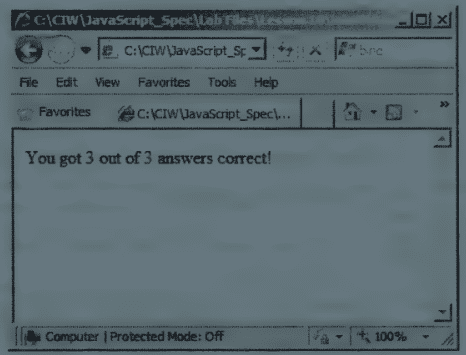 C:\CIW\JavaScript_Spec\Lab Files\Lesson
C:\CIW\JavaScript_Sp
File Edit View Favorites Tools Help
Favorites C:\CIW\JavaScript_Spec\...
You got 3 out of 3 answers correct!
Computer | Protected Mode: Off 100%